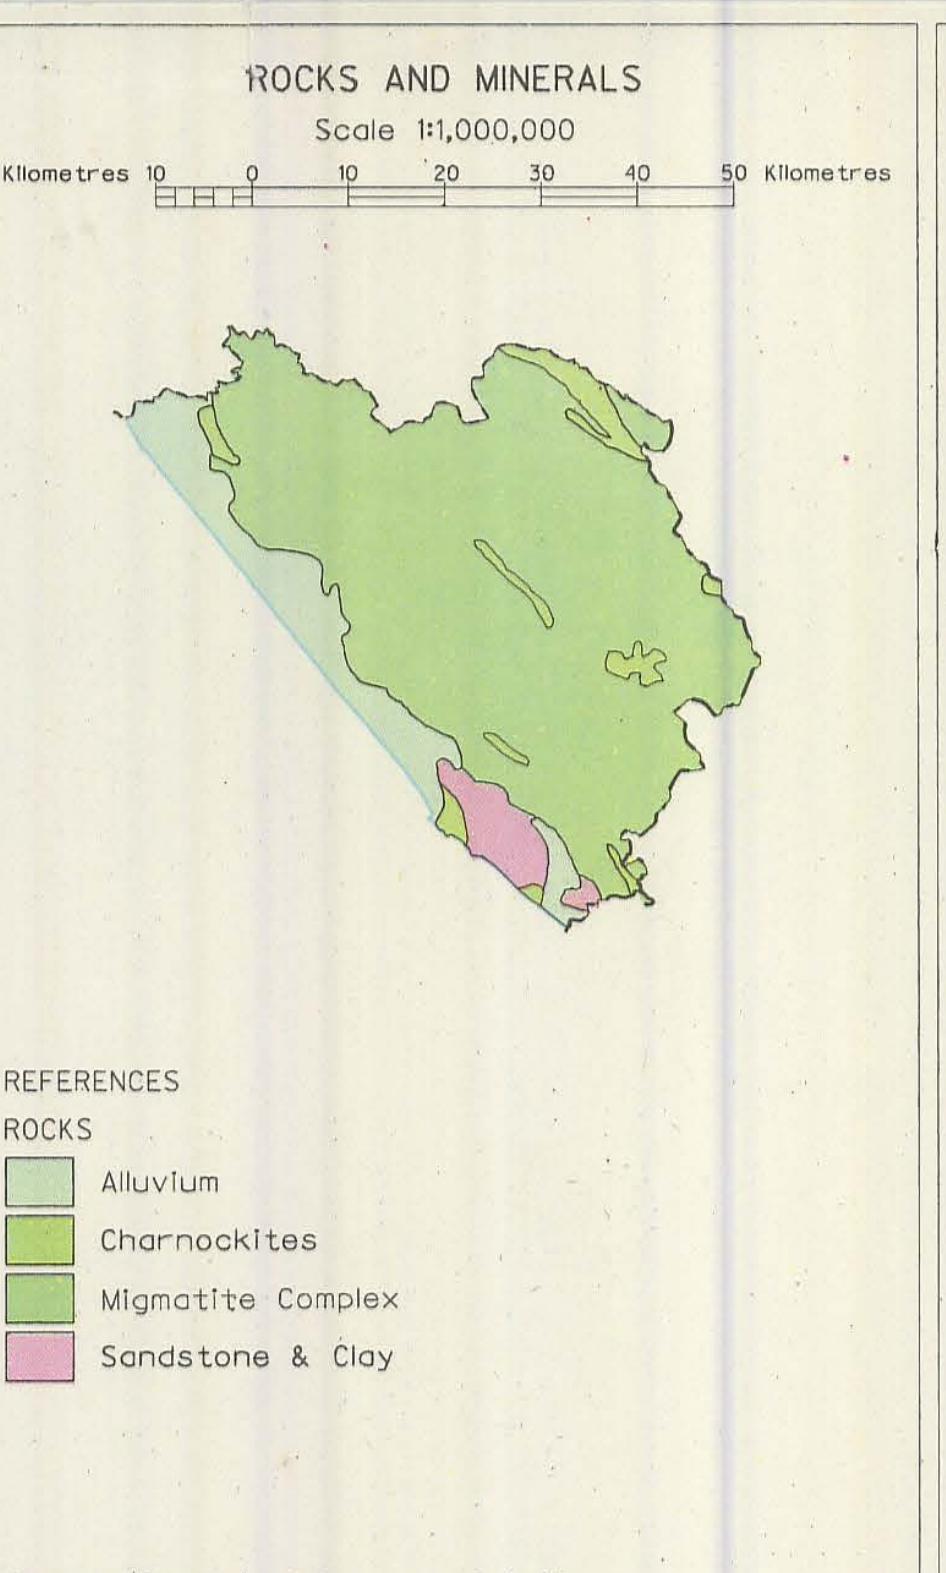 ROCKS AND MINERALS
Scale 1:1,000,000
Kilometres 10 0 10 20 30 40 50 Kilometres
REFERENCES
ROCKS
Alluvium
Charnockites
Migmatite Complex
Sandstone & Clay